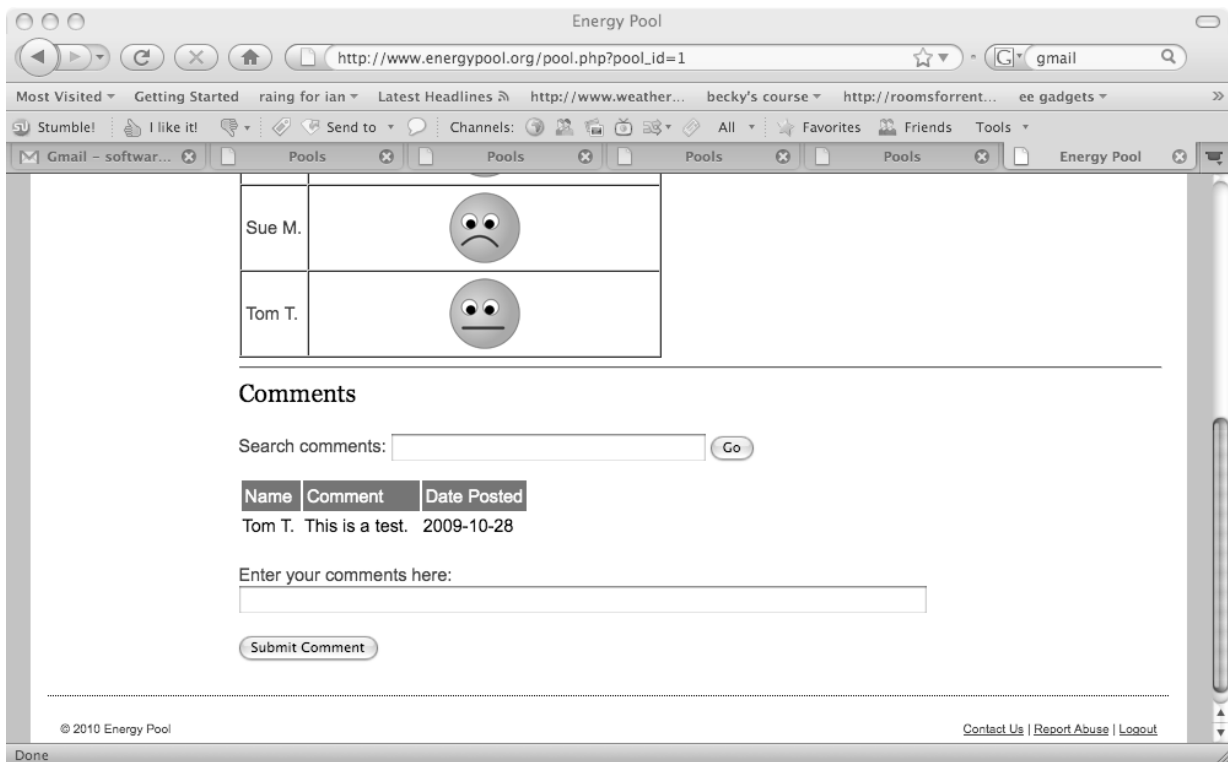 Energy Pool
http://www.energypool.org/pool.php?pool_id=1
G
gmail
Most Visited Getting Started raing for ian Latest Headlines http://www.weather... becky's course http://roomsforrent... ee gadgets »
SU Stumble! I like it! Send to Channels: All Favorites Friends Tools
Gmail - softwar... Pools Pools Pools Pools Energy Pool
Sue M.
Tom T.
Comments
Search comments: Go
Name Comment Date Posted
Tom T. This is a test. 2009-10-28
Enter your comments here:
Submit Comment
© 2010 Energy Pool Contact Us | Report Abuse | Logout
Done